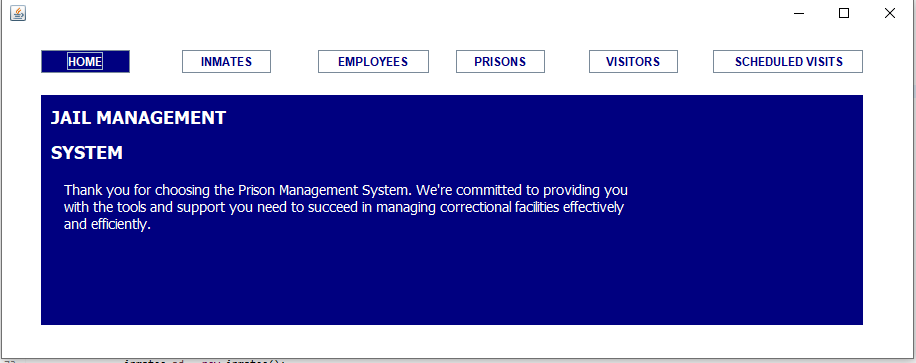 HOME INMATES EMPLOYEES PRISONS VISITORS SCHEDULED VISITS
JAIL MANAGEMENT
SYSTEM
Thank you for choosing the Prison Management System. We're committed to providing you
with the tools and support you need to succeed in managing correctional facilities effectively
and efficiently.